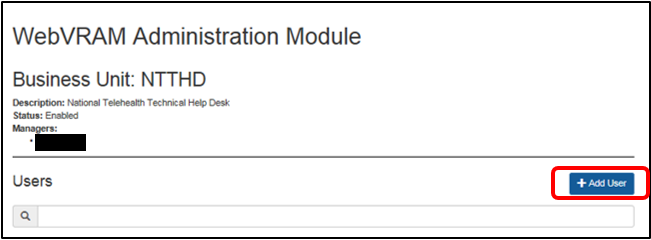 WebVRAM Administration Module
Business Unit: NTTHD
Description: National Telehealth Technical Help Desk
Status: Enabled
Managers:
Users
+ Add User